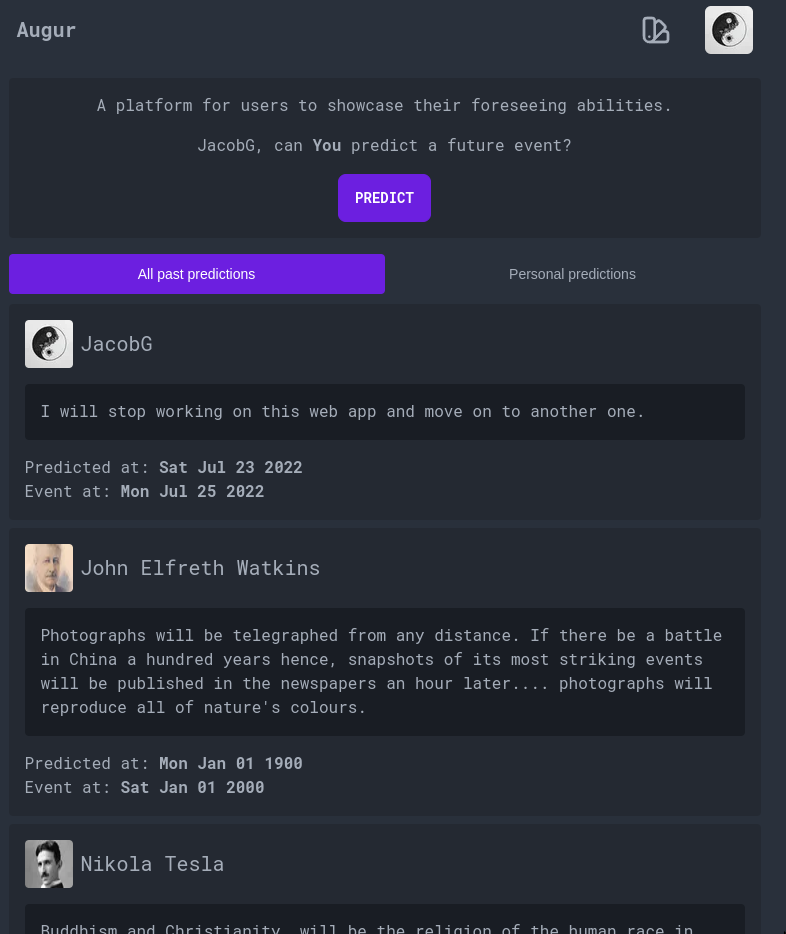 Augur
A platform for users to showcase their foreseeing abilities.
JacobG, can You predict a future event?
PREDICT
All past predictions
Personal predictions
JacobG
I will stop working on this web app and move on to another one.
Predicted at: Sat Jul 23 2022
Event at: Mon Jul 25 2022
John Elfreth Watkins
Photographs will be telegraphed from any distance. If there be a battle
in China a hundred years hence, snapshots of its most striking events
will be published in the newspapers an hour later.... photographs will
reproduce all of nature's colours.
Predicted at: Mon Jan 01 1900
Event at: Sat Jan 01 2000
Nikola Tesla
Buddhism and Christianity, will be the religion of the human race in